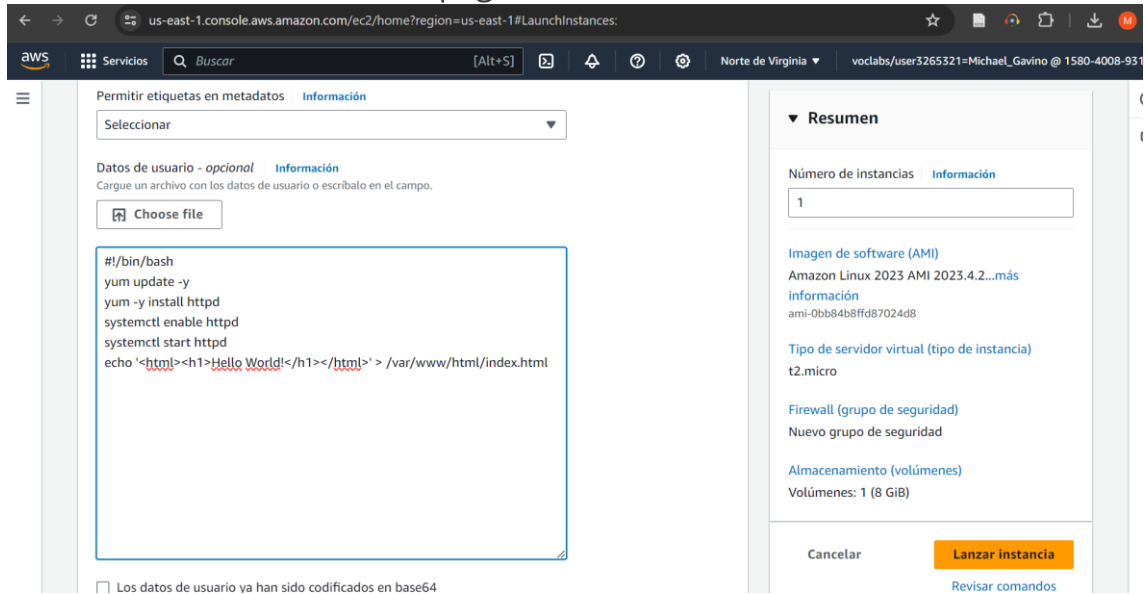 us-east-1.console.aws.amazon.com/ec2/home?region=us-east-1#LaunchInstances:
M
aws
Servicios
Buscar
[Alt+S]
Norte de Virginia
voclabs/user3265321=Michael_Gavino @ 1580-4008-931
Permitir etiquetas en metadatos
Información
Seleccionar
Datos de usuario - opcional
Información
Cargue un archivo con los datos de usuario o escríbalo en el campo.
Choose file
#!/bin/bash
yum update -y
yum -y install httpd
systemctl enable httpd
systemctl start httpd
echo '<html><h1>Hello World!</h1></html>' > /var/www/html/index.html
Los datos de usuario ya han sido codificados en base64
Resumen
Número de instancias
Información
1
Imagen de software (AMI)
Amazon Linux 2023 AMI 2023.4.2...más
información
ami-0bb84b8ffd87024d8
Tipo de servidor virtual (tipo de instancia)
t2.micro
Firewall (grupo de seguridad)
Nuevo grupo de seguridad
Almacenamiento (volúmenes)
Volúmenes: 1 (8 GiB)
Cancelar
Lanzar instancia
Revisar comandos